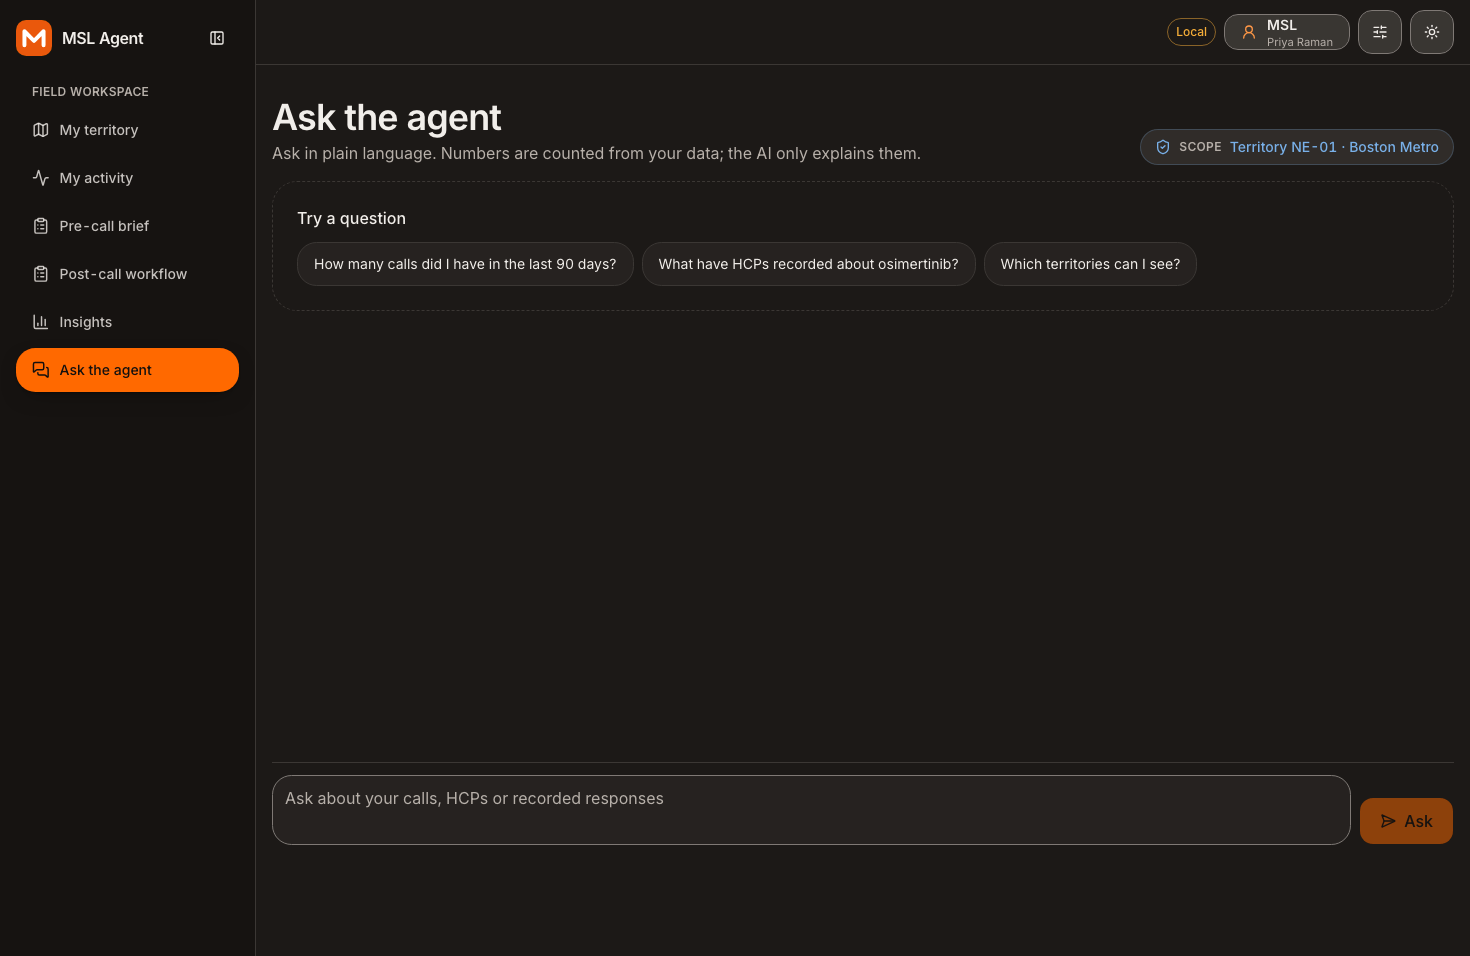 MSL Agent
FIELD WORKSPACE
My territory
My activity
Pre-call brief
Post-call workflow
Insights
Ask the agent
Local
MSL
Priya Raman
Ask the agent
Ask in plain language. Numbers are counted from your data; the AI only explains them.
SCOPE Territory NE-01 · Boston Metro
Try a question
How many calls did I have in the last 90 days?
What have HCPs recorded about osimertinib?
Which territories can I see?
Ask about your calls, HCPs or recorded responses
Ask